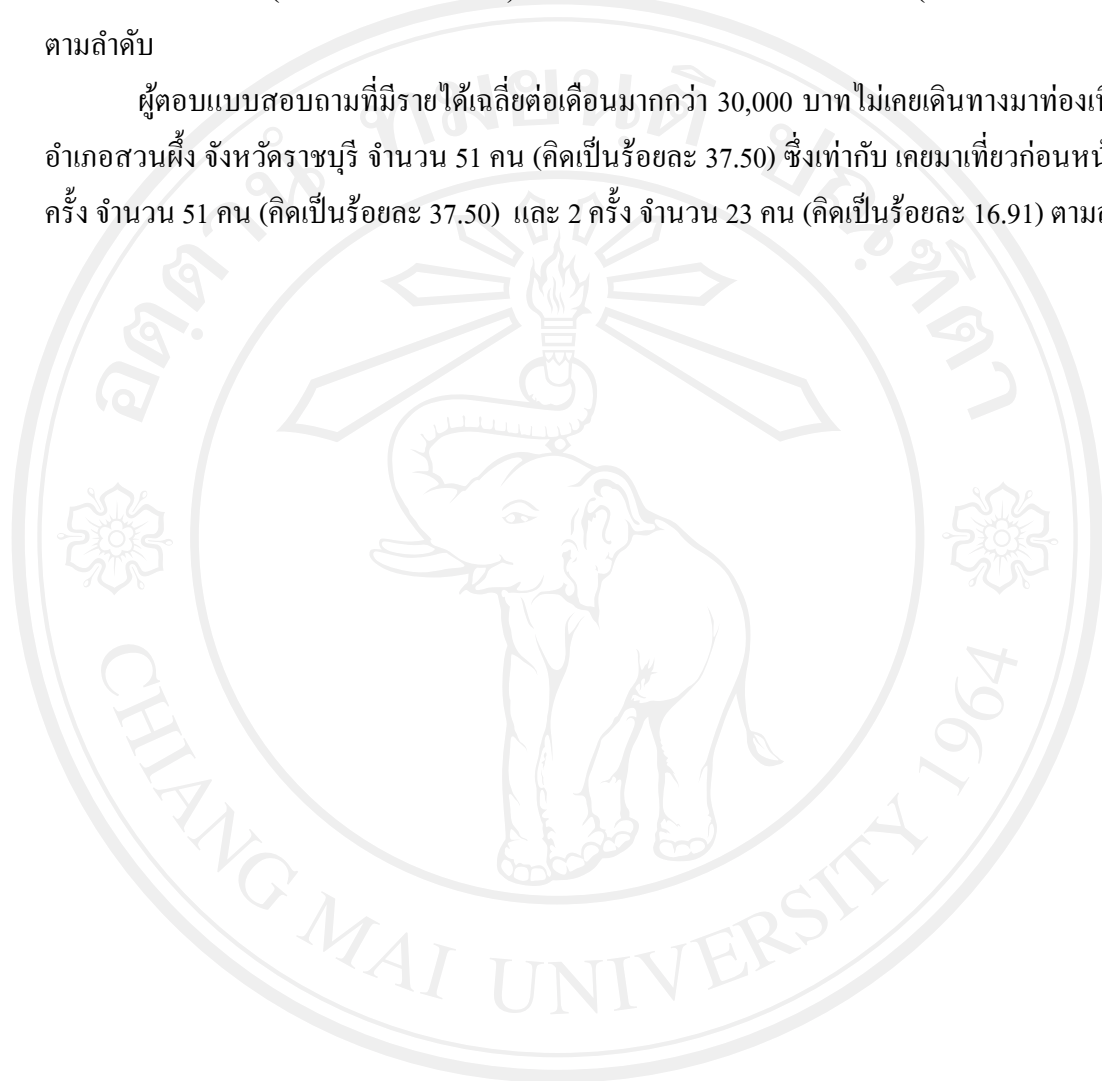 ตามลำดับ
ผู้ตอบแบบสอบถามที่มีรายได้เฉลี่ยต่อเดือนมากกว่า 30,000 บาท ไม่เคยเดินทางมา
อำเภอสวนผึ้ง จังหวัดราชบุรี จำนวน 51 คน (คิดเป็นร้อยละ 37.50) ซึ่งเท่ากับ เคยมาเที่ยวก่อน
ครั้ง จำนวน 51 คน (คิดเป็นร้อยละ 37.50) และ 2 ครั้ง จำนวน 23 คน (คิดเป็นร้อยละ 16.91)
อตฺตานํ ทมยนฺติ ปณฺฑิตา
CHIANG MAI UNIVERSITY 1964